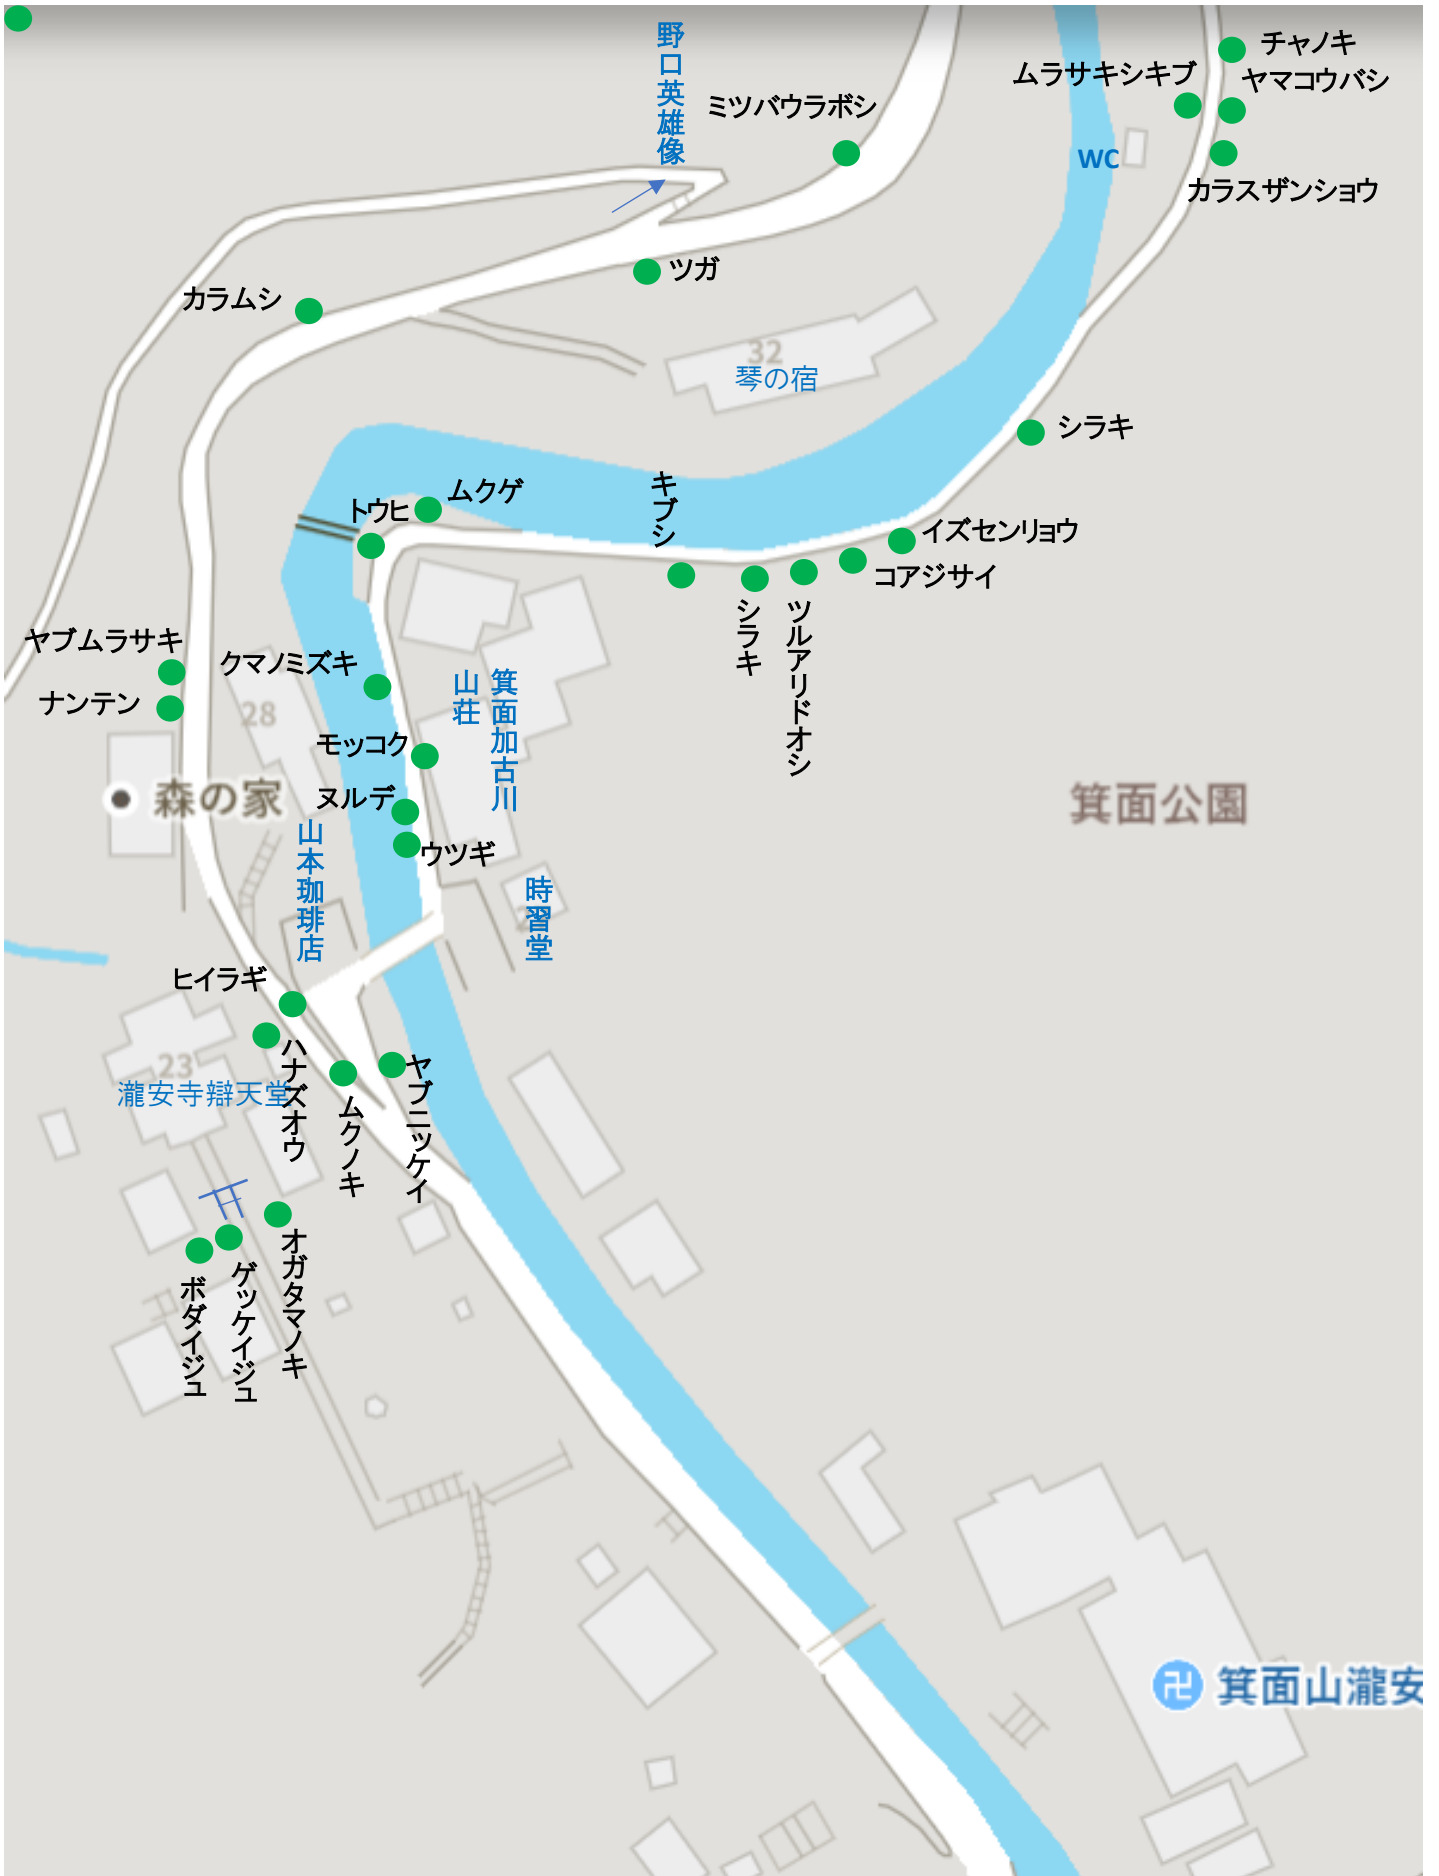 野口英雄像
チャノキ
ムラサキシキブ
ヤマコウバシ
ミツバウラボシ
WC
カラスザンショウ
ツガ
カラムシ
32
琴の宿
シラキ
キブシ
ムクゲ
トウヒ
イズセンリョウ
コアジサイ
シラキ
ツルアリドオシ
ヤブムラサキ
クマノミズキ
ナンテン
28
箕面加古川
山荘
モッコク
森の家
ヌルデ
箕面公園
ウツギ
山本珈琲店
時習堂
ヒイラギ
ハナズオウ
23
瀧安寺辯天堂
ムクノキ
ヤブニッケイ
オガタマノキ
ゲッケイジュ
ボダイジュ
箕面山瀧安